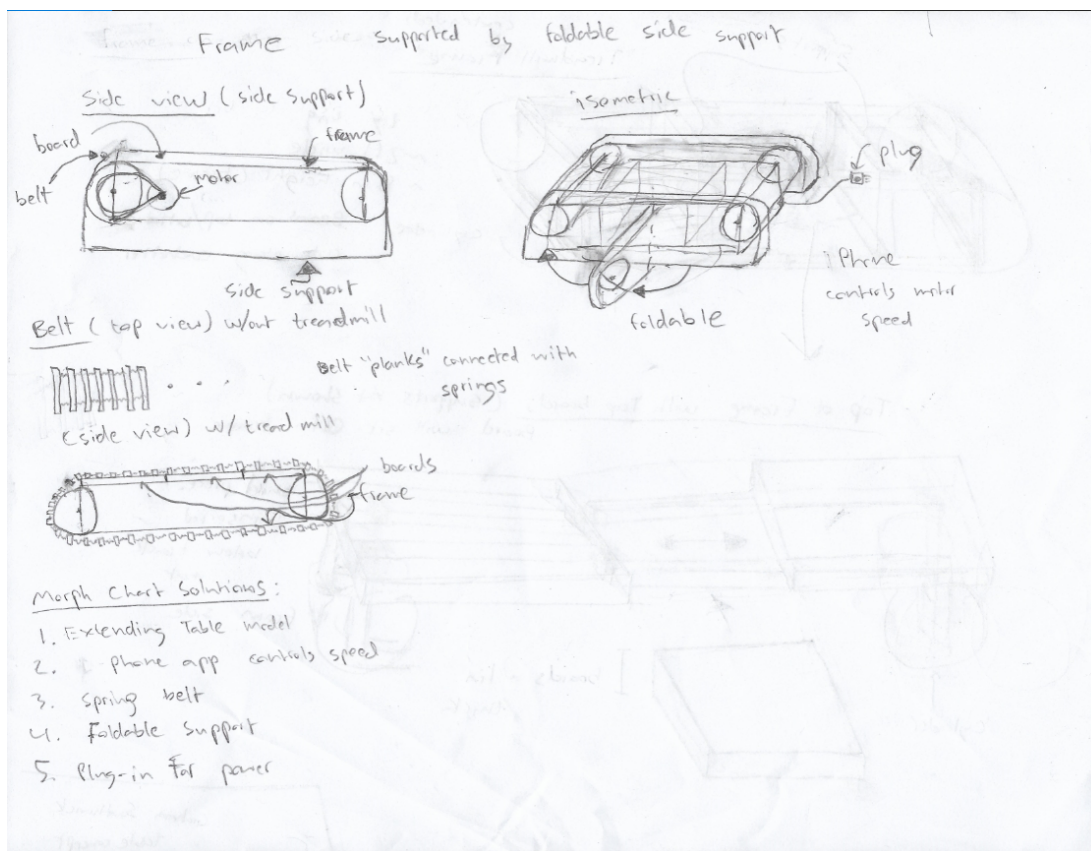 Frame supported by foldable side support
Side view (side support)
isometric
board
frame
plug
belt
motor
side support
iPhone
controls motor
speed
foldable
Belt (top view) w/out treadmill
Belt "planks" connected with
springs
(side view) w/ treadmill
boards
frame
Morph Chart Solutions:
1. Extending Table model
2. phone app controls speed
3. spring belt
4. Foldable Support
5. Plug-in for power